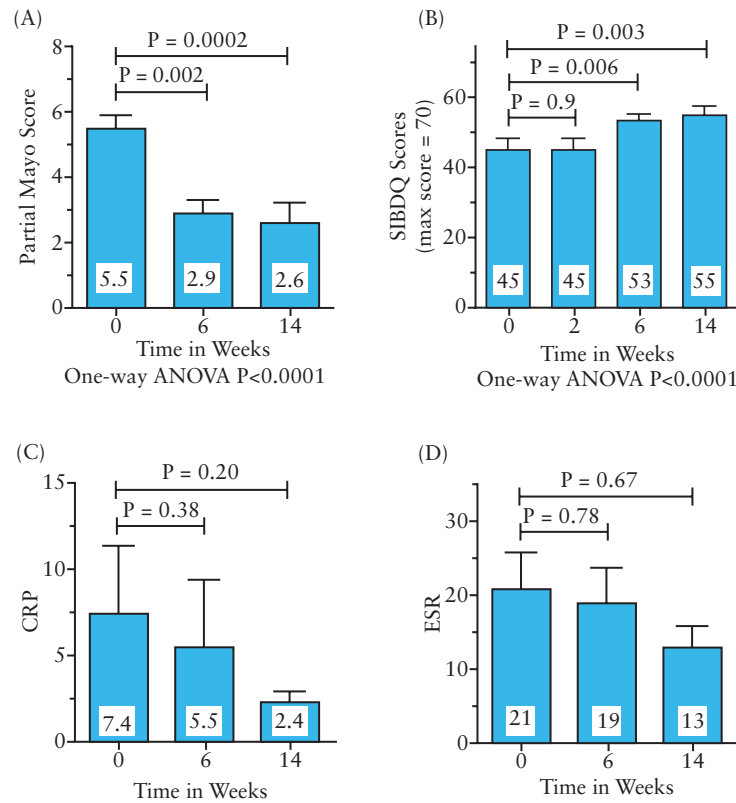 (A)
Partial Mayo Score
8
6
4
2
0
P = 0.0002
P = 0.002
5.5
2.9
2.6
0
6
14
Time in Weeks
One-way ANOVA P<0.0001
(B)
SIBDQ Scores
(max score = 70)
60
40
20
0
P = 0.003
P = 0.006
P = 0.9
45
45
53
55
0
2
6
14
Time in Weeks
One-way ANOVA P<0.0001
(C)
CRP
15
10
5
0
P = 0.20
P = 0.38
7.4
5.5
2.4
0
6
14
Time in Weeks
(D)
ESR
30
20
10
0
P = 0.67
P = 0.78
21
19
13
0
6
14
Time in Weeks